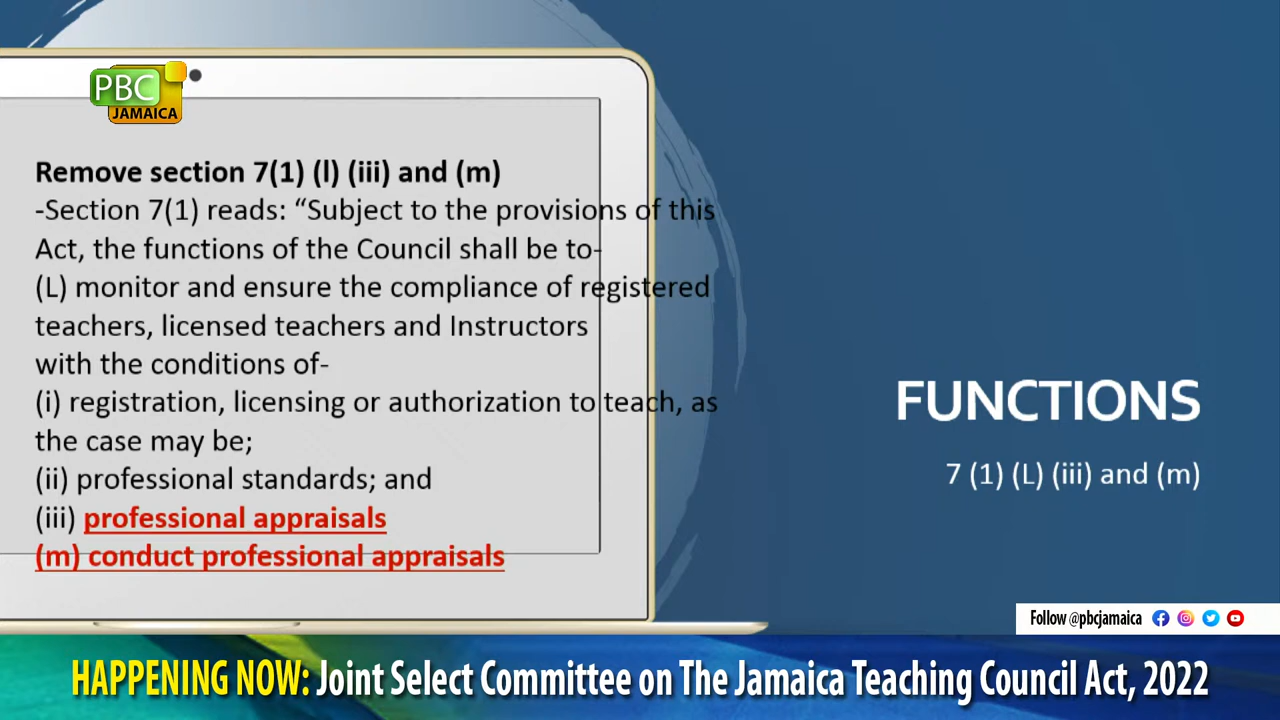 PBC
JAMAICA
Remove section 7(1) (l) (iii) and (m)
-Section 7(1) reads: “Subject to the provisions of this
Act, the functions of the Council shall be to-
(L) monitor and ensure the compliance of registered
teachers, licensed teachers and Instructors
with the conditions of-
(i) registration, licensing or authorization to teach, as
the case may be;
(ii) professional standards; and
(iii) professional appraisals
(m) conduct professional appraisals
FUNCTIONS
7 (1) (L) (iii) and (m)
Follow @pbcjamaica
HAPPENING NOW: Joint Select Committee on The Jamaica Teaching Council Act, 2022